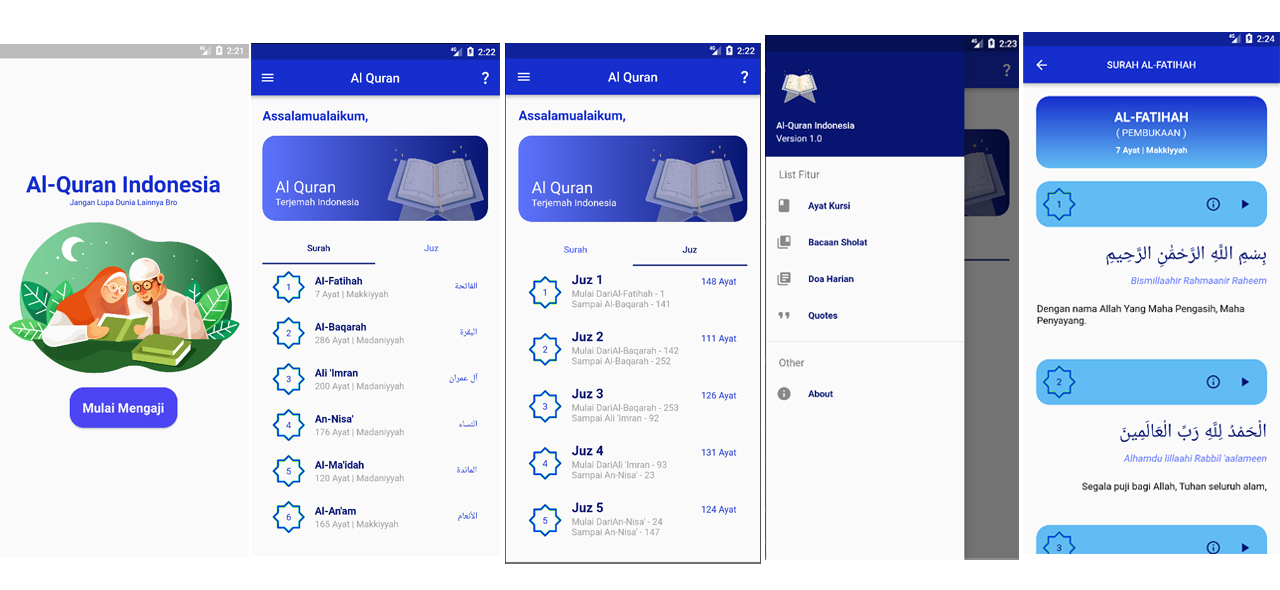 2:21
Al-Quran Indonesia
Jangan Lupa Dunia Lainnya Bro
Mulai Mengaji
2:22
Al Quran
?
Assalamualaikum,
Al Quran
Terjemah Indonesia
Surah
Juz
1
Al-Fatihah
7 Ayat | Makkiyyah
الفاتحة
2
Al-Baqarah
286 Ayat | Madaniyyah
البقرة
3
Ali 'Imran
200 Ayat | Madaniyyah
آل عمران
4
An-Nisa'
176 Ayat | Madaniyyah
النساء
5
Al-Ma'idah
120 Ayat | Madaniyyah
المائدة
6
Al-An'am
165 Ayat | Makkiyyah
الأنعام
2:22
Al Quran
?
Assalamualaikum,
Al Quran
Terjemah Indonesia
Surah
Juz
1
Juz 1
148 Ayat
Mulai DariAl-Fatihah - 1
Sampai Al-Baqarah - 141
2
Juz 2
111 Ayat
Mulai DariAl-Baqarah - 142
Sampai Al-Baqarah - 252
3
Juz 3
126 Ayat
Mulai DariAl-Baqarah - 253
Sampai Ali 'Imran - 92
4
Juz 4
131 Ayat
Mulai DariAli 'Imran - 93
Sampai An-Nisa' - 23
5
Juz 5
124 Ayat
Mulai DariAn-Nisa' - 24
Sampai An-Nisa' - 147
2:23
?
Al-Quran Indonesia
Version 1.0
List Fitur
Ayat Kursi
Bacaan Sholat
Doa Harian
Quotes
Other
About
2:24
SURAH AL-FATIHAH
AL-FATIHAH
( PEMBUKAAN )
7 Ayat | Makkiyyah
1
بِسْمِ اللَّهِ الرَّحْمَٰنِ الرَّحِيمِ
Bismillaahir Rahmaanir Raheem
Dengan nama Allah Yang Maha Pengasih, Maha
Penyayang.
2
الْحَمْدُ لِلَّهِ رَبِّ الْعَالَمِينَ
Alhamdu lillaahi Rabbil 'aalameen
Segala puji bagi Allah, Tuhan seluruh alam,
3